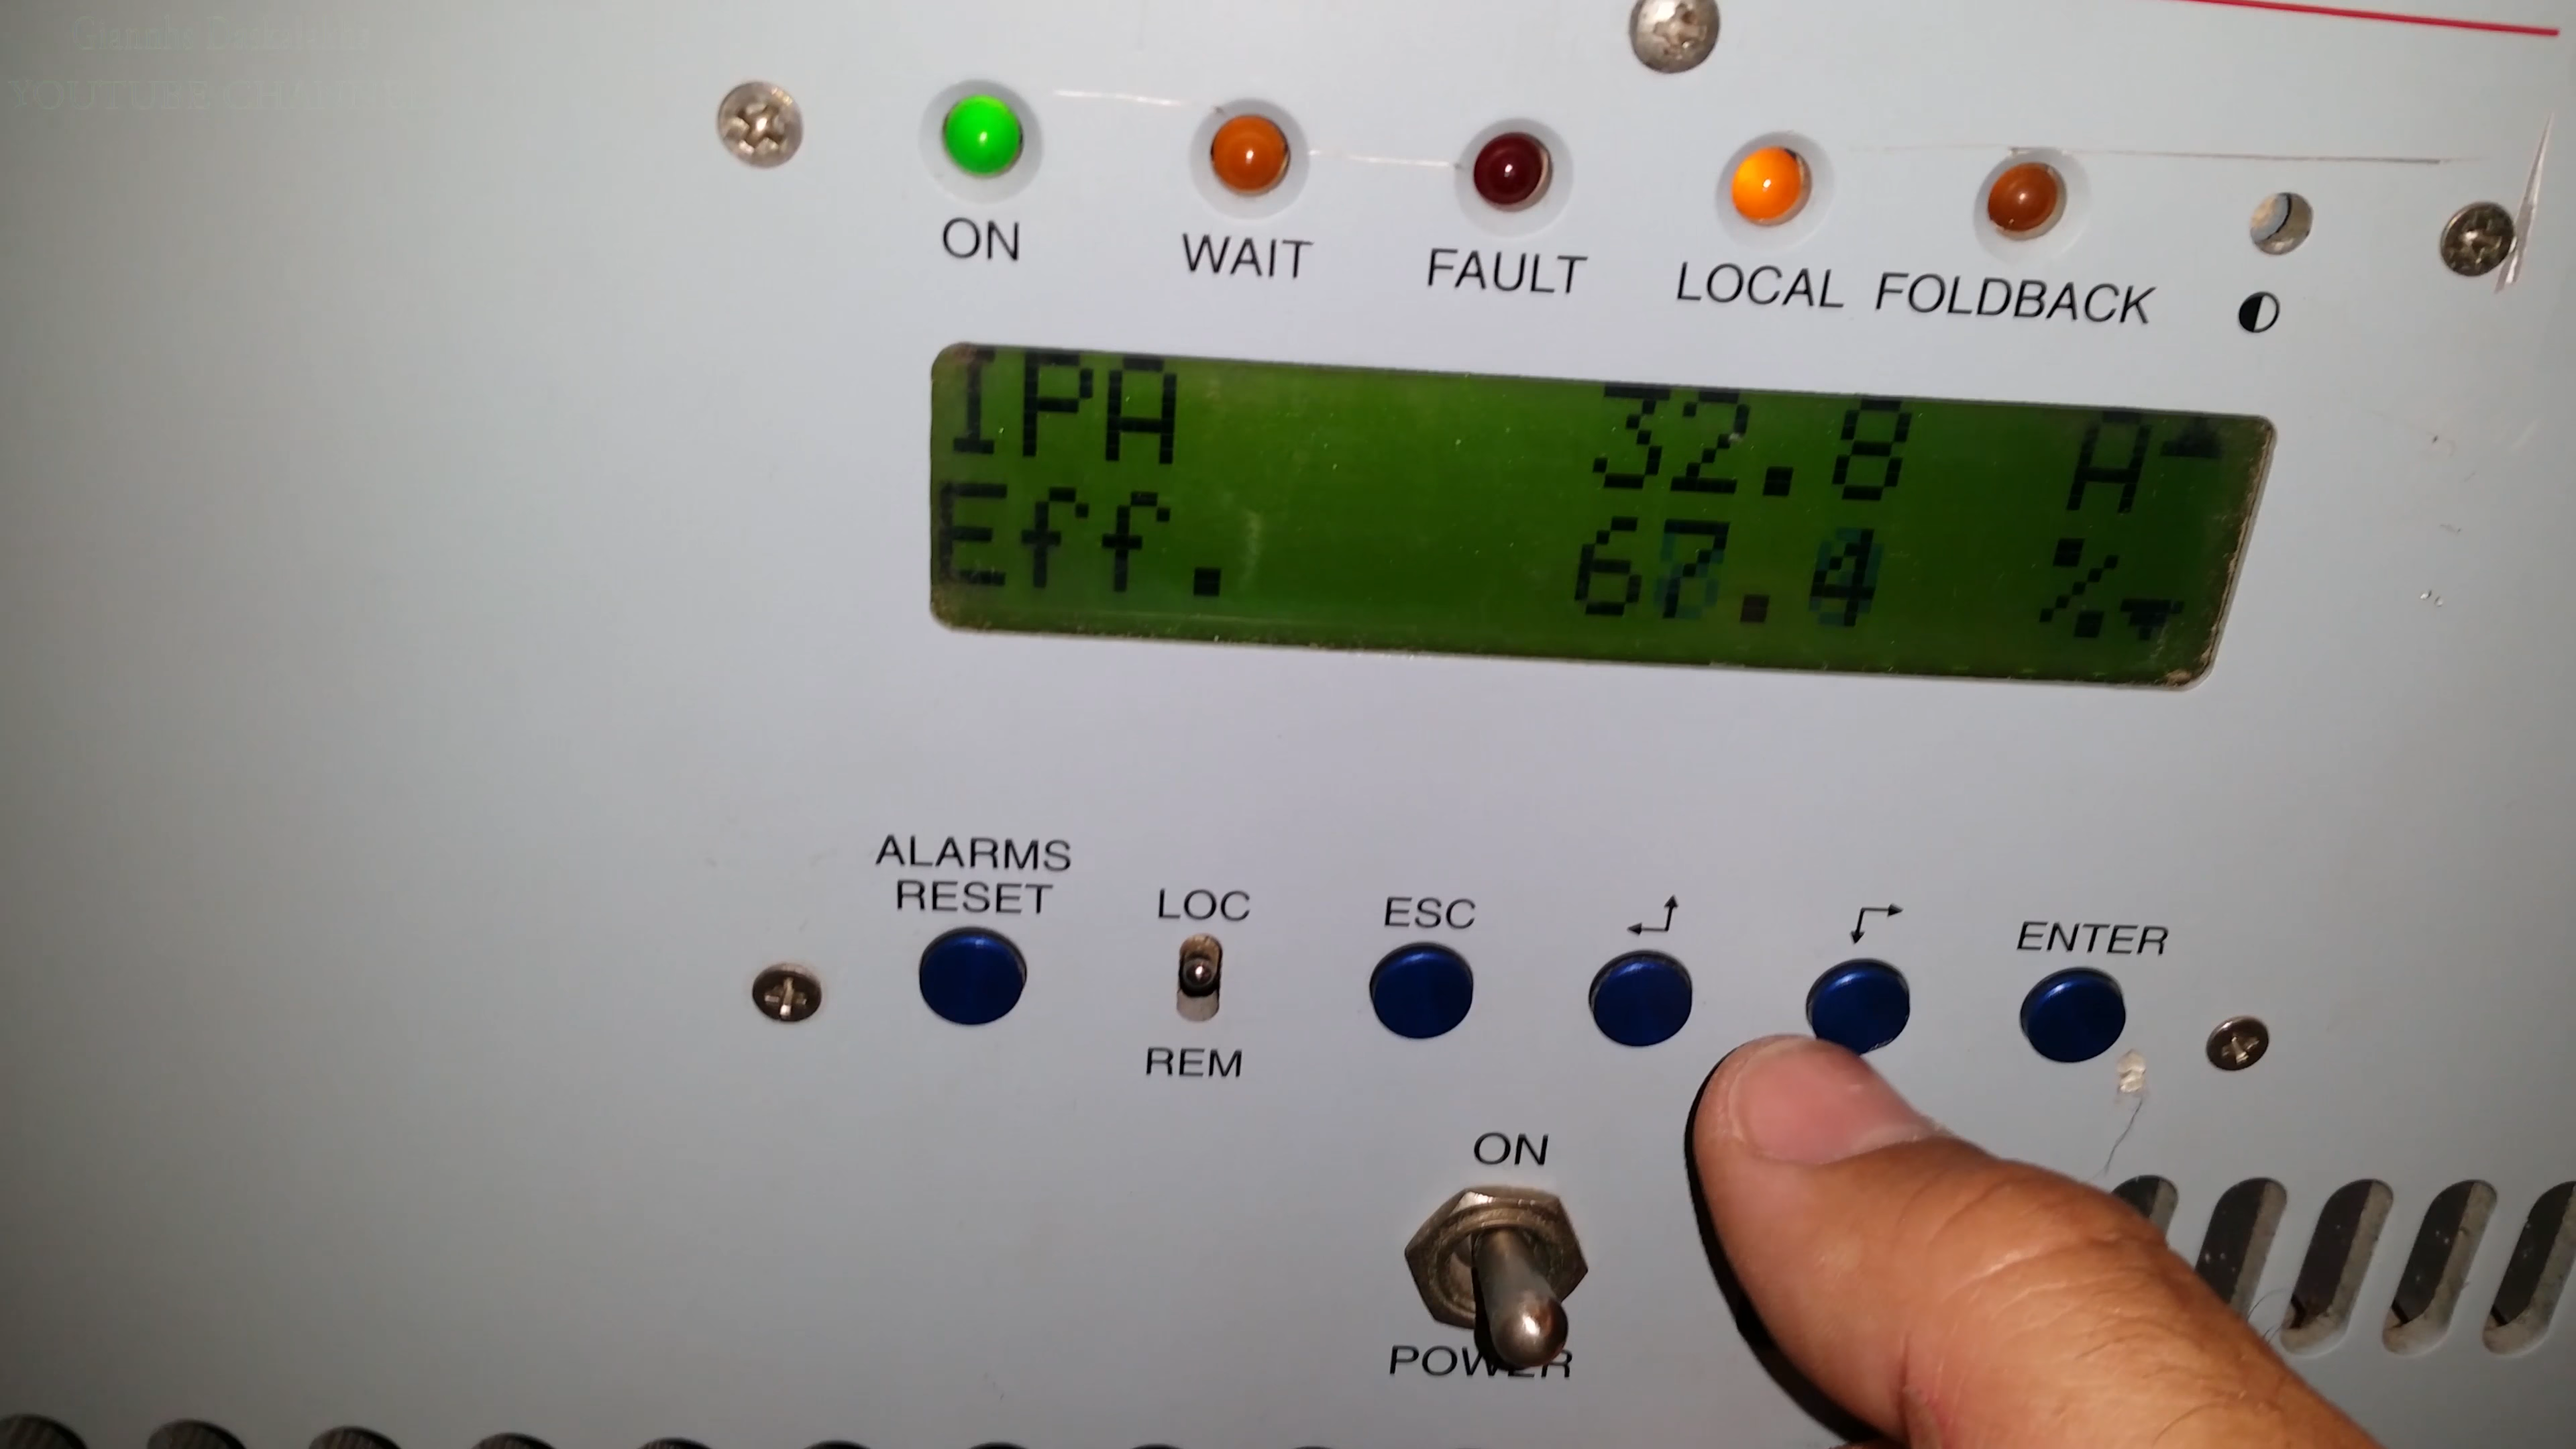 YOUTUBE
ON
WAIT
FAULT
LOCAL
FOLDBACK
IPA 32.8 A
Eff. 67.4 %
ALARMS
RESET
LOC
REM
ESC
ENTER
ON
POWER